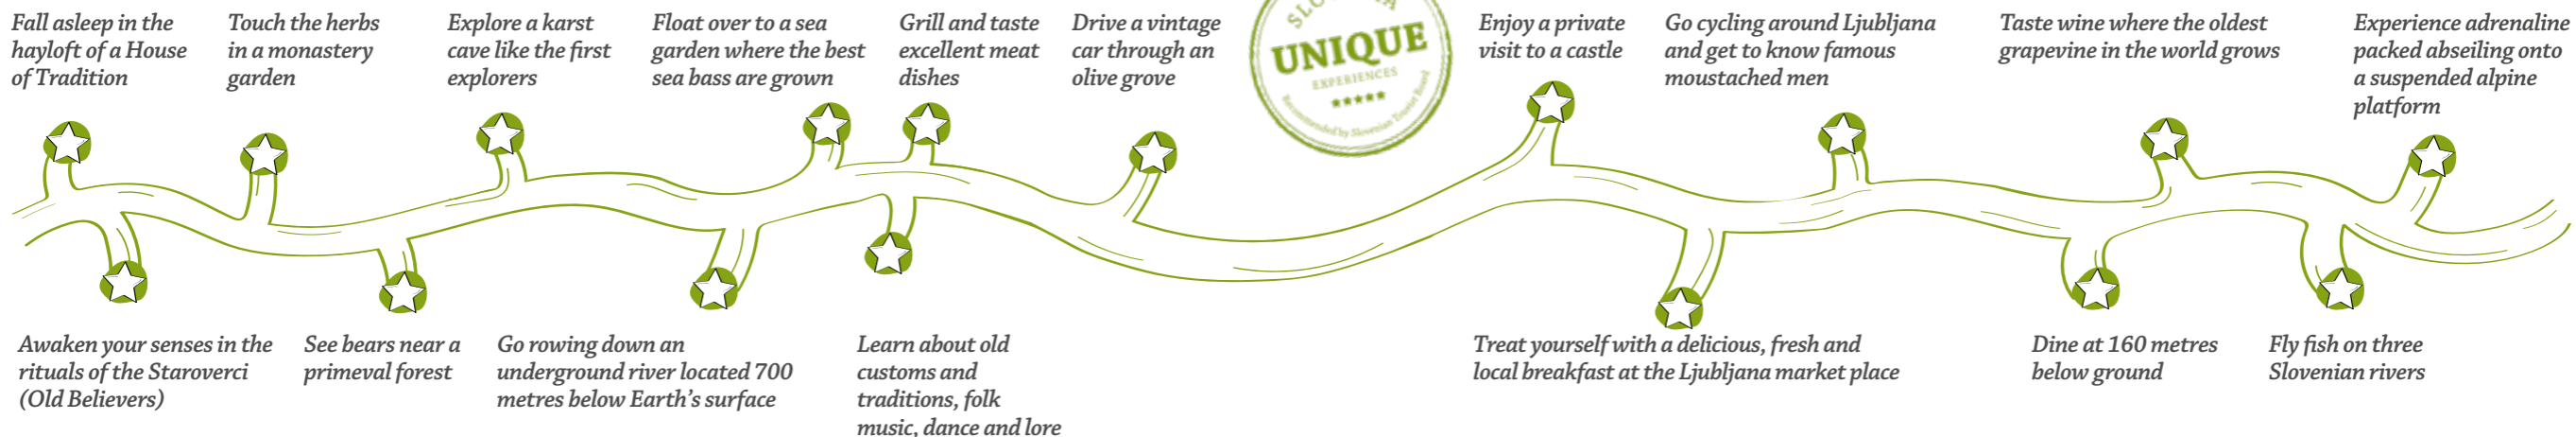 Fall asleep in the
hayloft of a House
of Tradition
Touch the herbs
in a monastery
garden
Explore a karst
cave like the first
explorers
Float over to a sea
garden where the best
sea bass are grown
Grill and taste
excellent meat
dishes
Drive a vintage
car through an
olive grove
UNIQUE
EXPERIENCES
Recommended by Slovenian Tourist Board
Enjoy a private
visit to a castle
Go cycling around Ljubljana
and get to know famous
moustached men
Taste wine where the oldest
grapevine in the world grows
Experience adrenaline
packed abseiling onto
a suspended alpine
platform
Awaken your senses in the
rituals of the Staroverci
(Old Believers)
See bears near a
primeval forest
Go rowing down an
underground river located 700
metres below Earth's surface
Learn about old
customs and
traditions, folk
music, dance and lore
Treat yourself with a delicious, fresh and
local breakfast at the Ljubljana market place
Dine at 160 metres
below ground
Fly fish on three
Slovenian rivers